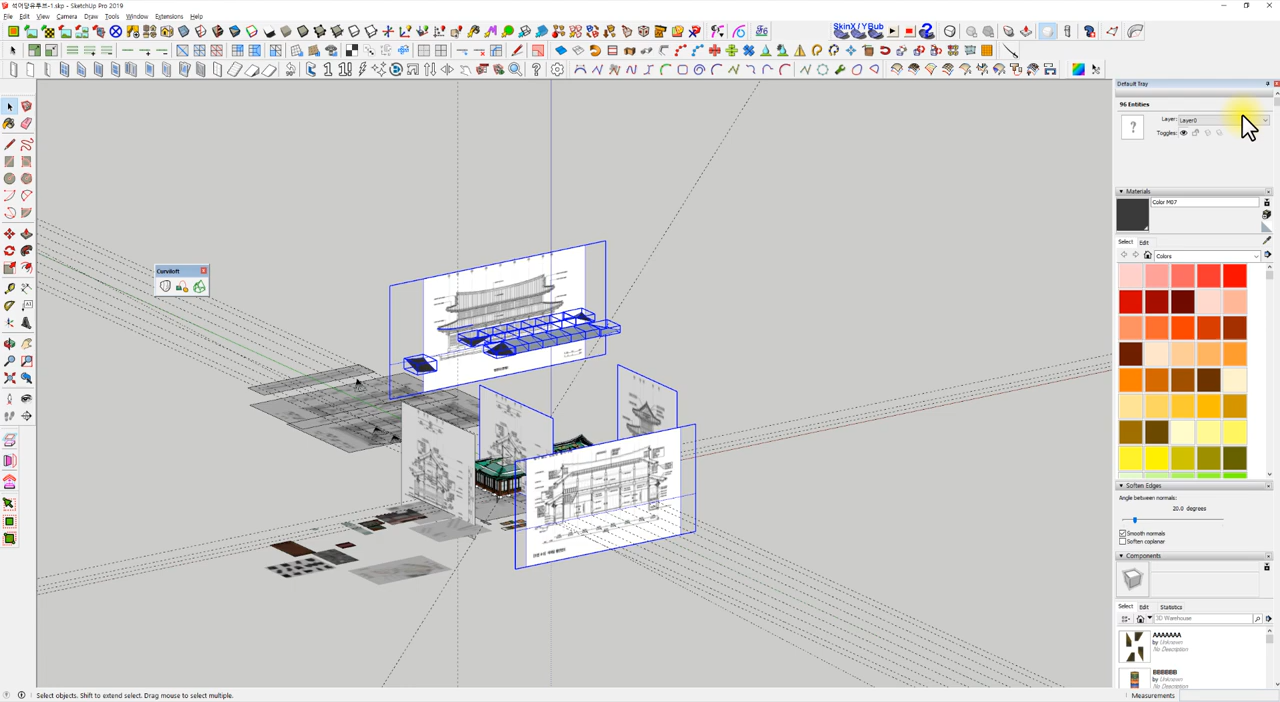 석어당유투브-1.skp - SketchUp Pro 2019
File Edit View Camera Draw Tools Window Extensions Help
SkinX/YBub
Default Tray
96 Entities
Layer: Layer0
Toggles:
Materials
Color M07
Curviloft
Select Edit
Colors
Soften Edges
Angle between normals:
20.0 degrees
Smooth normals
Soften coplanar
Components
Select Edit Statistics
3D Warehouse
AAAAAAA
by Unknown
No Description
BBBBBB
by Unknown
No Description
Select objects. Shift to extend select. Drag mouse to select multiple.
Measurements